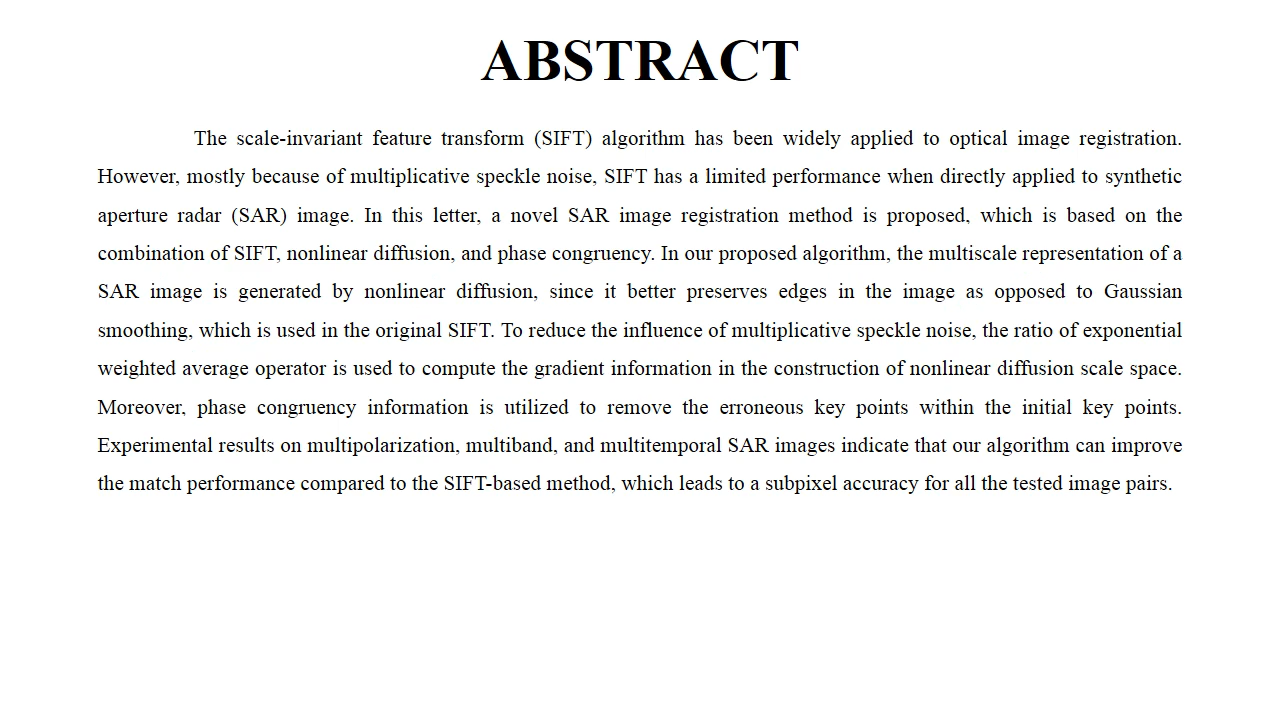 ABSTRACT
The scale-invariant feature transform (SIFT) algorithm has been widely applied to optical image registration.
However, mostly because of multiplicative speckle noise, SIFT has a limited performance when directly applied to synthetic
aperture radar (SAR) image. In this letter, a novel SAR image registration method is proposed, which is based on the
combination of SIFT, nonlinear diffusion, and phase congruency. In our proposed algorithm, the multiscale representation of a
SAR image is generated by nonlinear diffusion, since it better preserves edges in the image as opposed to Gaussian
smoothing, which is used in the original SIFT. To reduce the influence of multiplicative speckle noise, the ratio of exponential
weighted average operator is used to compute the gradient information in the construction of nonlinear diffusion scale space.
Moreover, phase congruency information is utilized to remove the erroneous key points within the initial key points.
Experimental results on multipolarization, multiband, and multitemporal SAR images indicate that our algorithm can improve
the match performance compared to the SIFT-based method, which leads to a subpixel accuracy for all the tested image pairs.